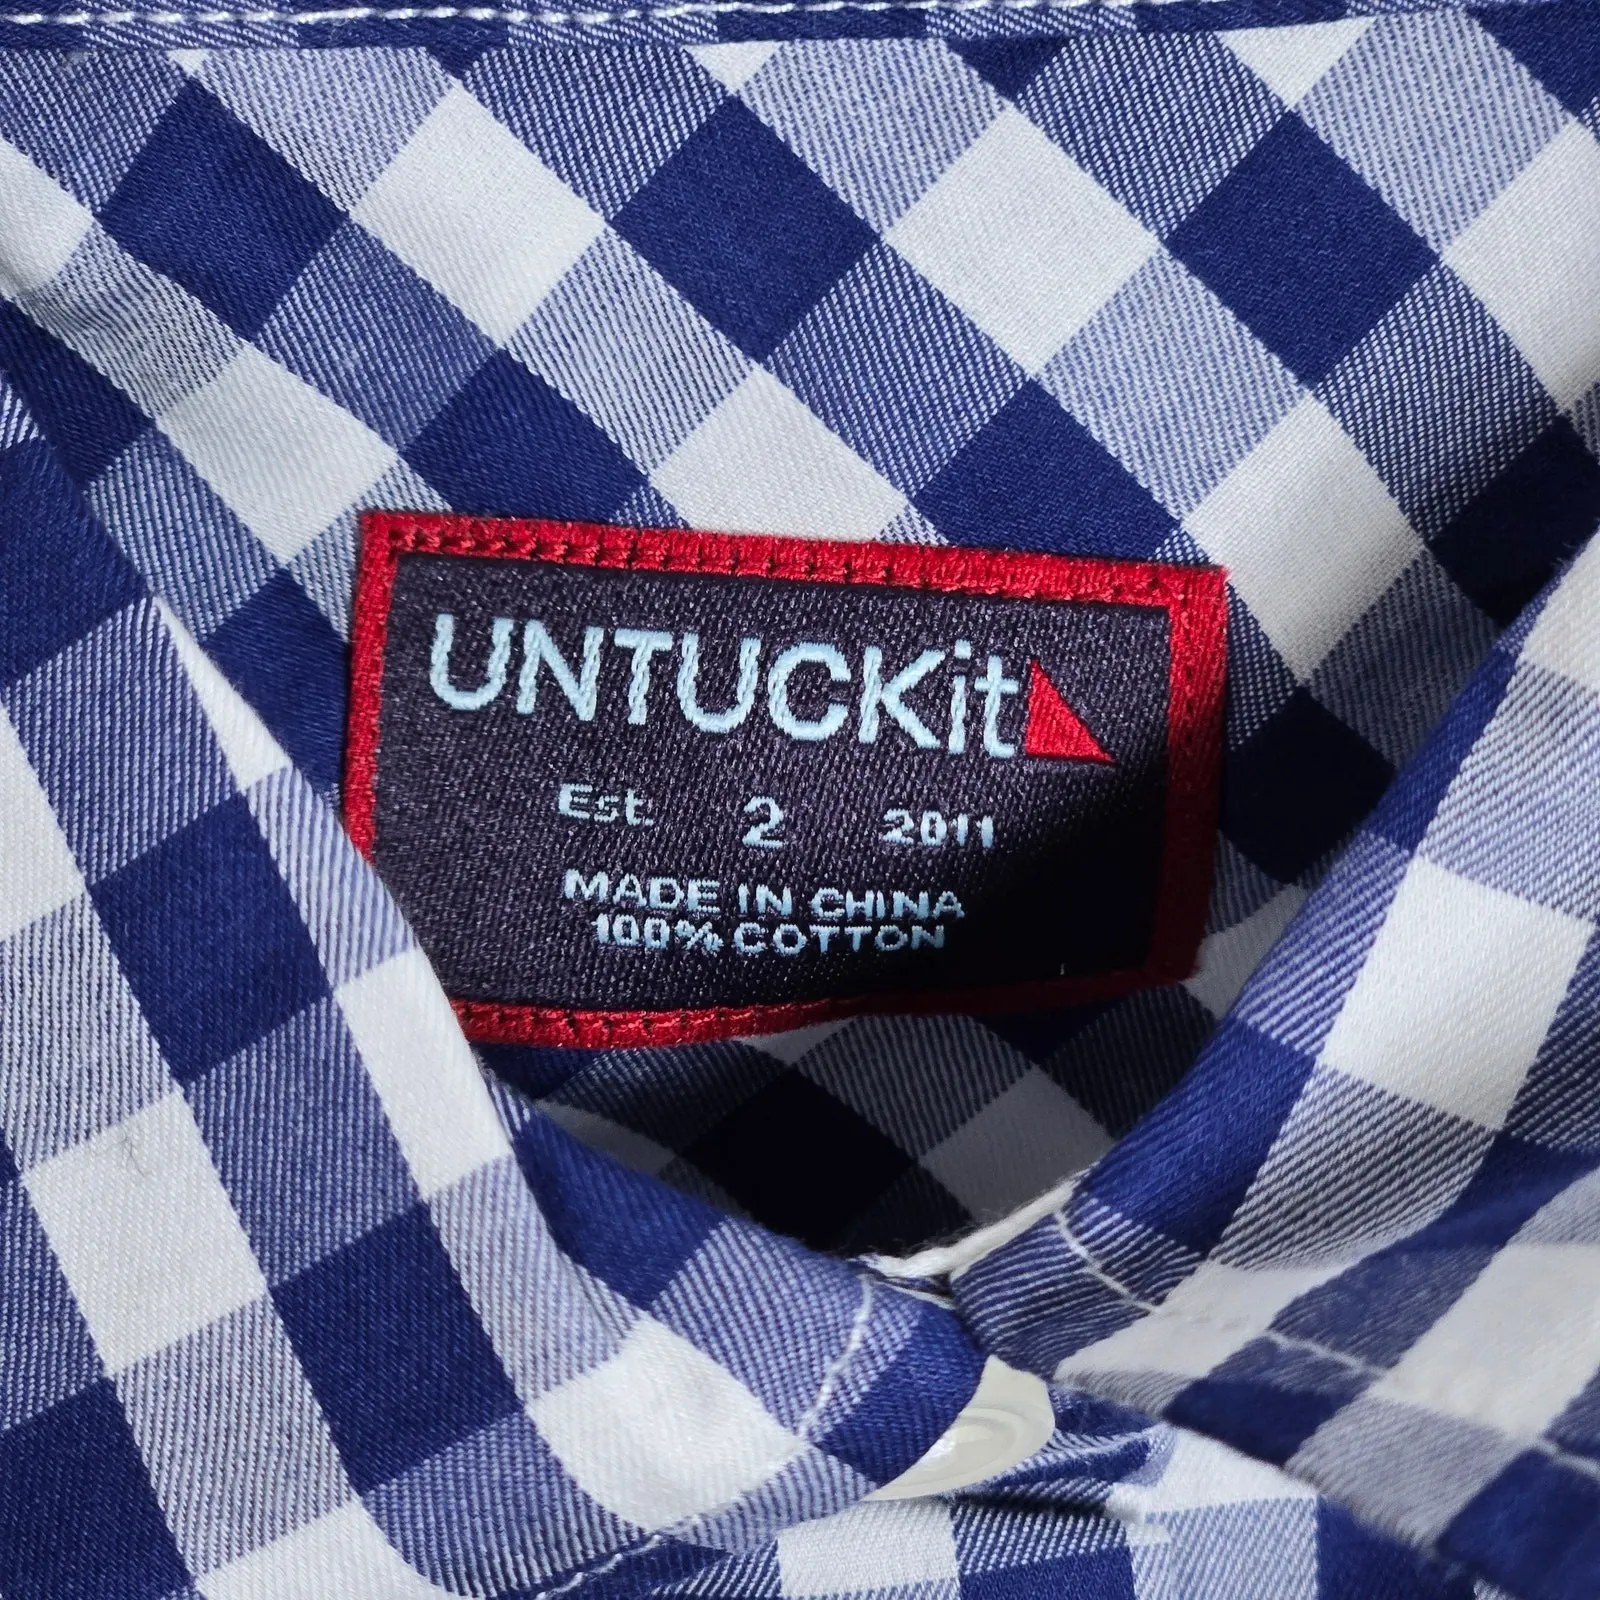 UNTUCKit
Est. 2 2011
MADE IN CHINA
100% COTTON